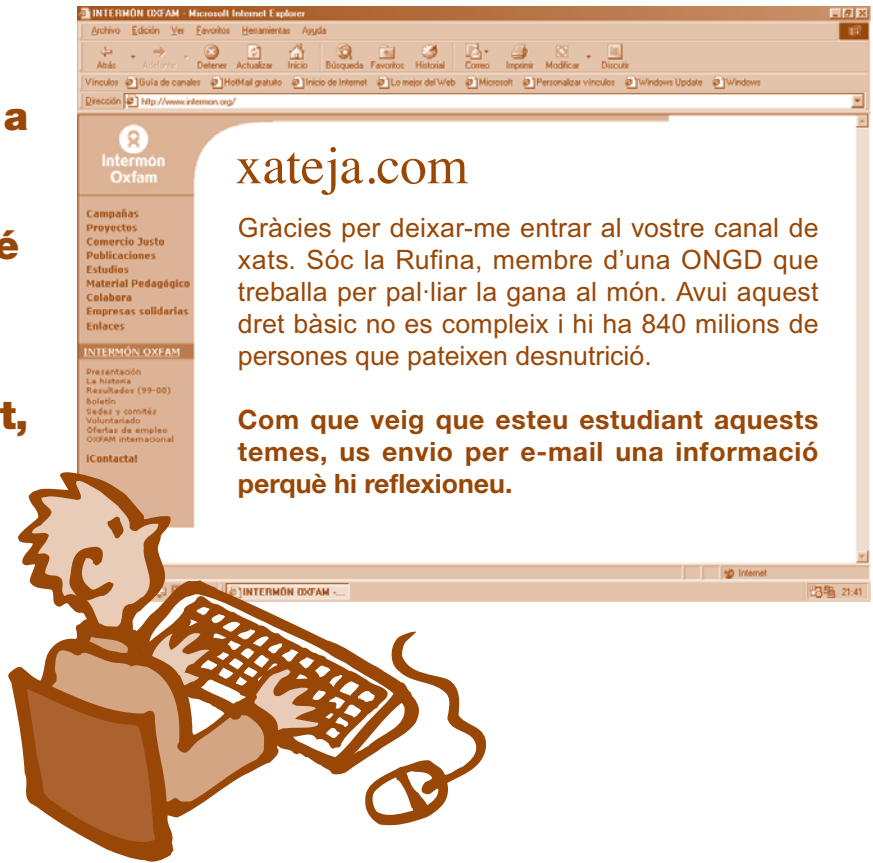 INTERMÓN OXFAM - Microsoft Internet Explorer
Archivo Edición Ver Favoritos Herramientas Ayuda
Atrás Adelante Detener Actualizar Inicio Búsqueda Favoritos Historial Correo Imprimir Modificar Discutir
Vínculos Guía de canales HotMail gratuito Inicio de Internet Lo mejor del Web Microsoft Personalizar vínculos Windows Update Windows
Dirección http://www.intermon.org/
a
é
t,
Intermón
Oxfam
Campañas
Proyectos
Comercio Justo
Publicaciones
Estudios
Material Pedagógico
Colabora
Empresas solidarias
Enlaces
INTERMÓN OXFAM
Presentación
La historia
Resultados (99-00)
Boletín
Sedes y comités
Voluntariado
Ofertas de empleo
OXFAM internacional
¡Contacta!
xateja.com
Gràcies per deixar-me entrar al vostre canal de
xats. Sóc la Rufina, membre d’una ONGD que
treballa per pal·liar la gana al món. Avui aquest
dret bàsic no es compleix i hi ha 840 milions de
persones que pateixen desnutrició.
Com que veig que esteu estudiant aquests
temes, us envio per e-mail una informació
perquè hi reflexioneu.
Internet
INTERMÓN OXFAM -...
21:41